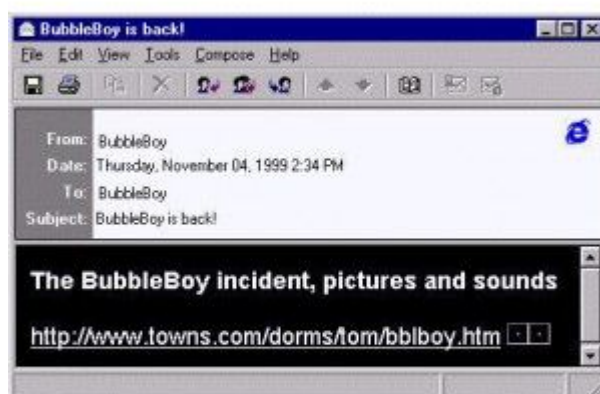 BubbleBoy is back!
File Edit View Tools Compose Help
From: BubbleBoy
Date: Thursday, November 04, 1999 2:34 PM
To: BubbleBoy
Subject: BubbleBoy is back!
The BubbleBoy incident, pictures and sounds
http://www.towns.com/dorms/tom/bblboy.htm